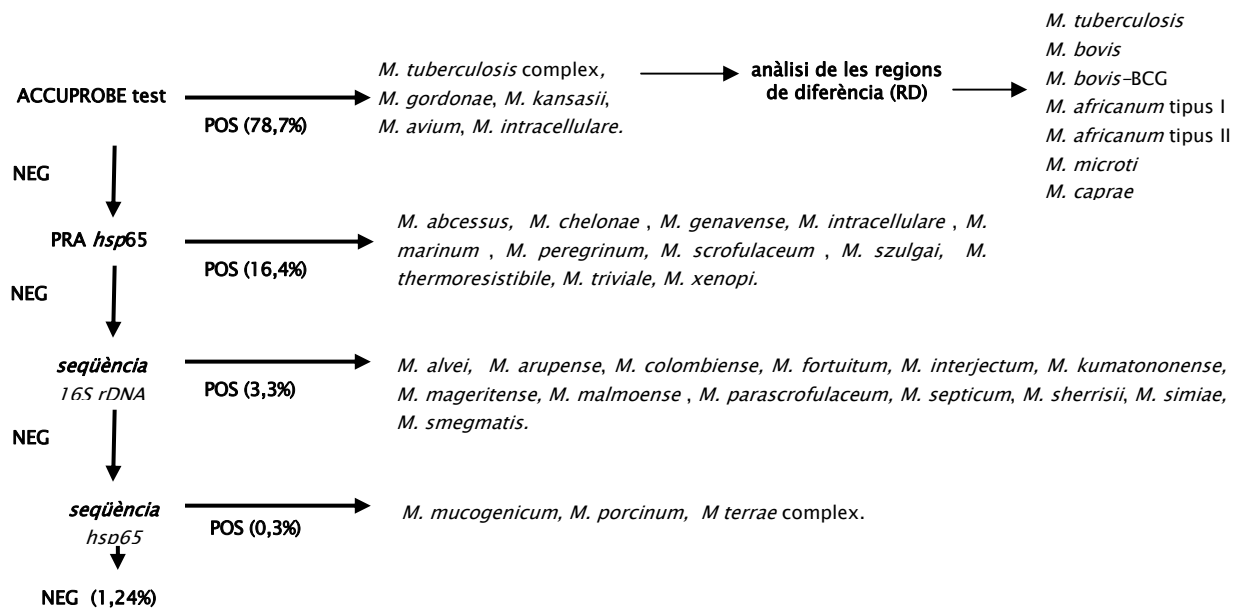 ACCUPROBE test
POS (78,7%)
M. tuberculosis complex,
M. gordonae, M. kansasii,
M. avium, M. intracellulare.
anàlisi de les regions
de diferència (RD)
M. tuberculosis
M. bovis
M. bovis-BCG
M. africanum tipus I
M. africanum tipus II
M. microti
M. caprae
NEG
PRA hsp65
POS (16,4%)
M. abcessus, M. chelonae , M. genavense, M. intracellulare , M.
marinum , M. peregrinum, M. scrofulaceum , M. szulgai, M.
thermoresistibile, M. triviale, M. xenopi.
NEG
seqüència
16S rDNA
POS (3,3%)
M. alvei, M. arupense, M. colombiense, M. fortuitum, M. interjectum, M. kumatononense,
M. mageritense, M. malmoense , M. parascrofulaceum, M. septicum, M. sherrisii, M. simiae,
M. smegmatis.
NEG
seqüència
hsp65
POS (0,3%)
M. mucogenicum, M. porcinum, M terrae complex.
NEG (1,24%)